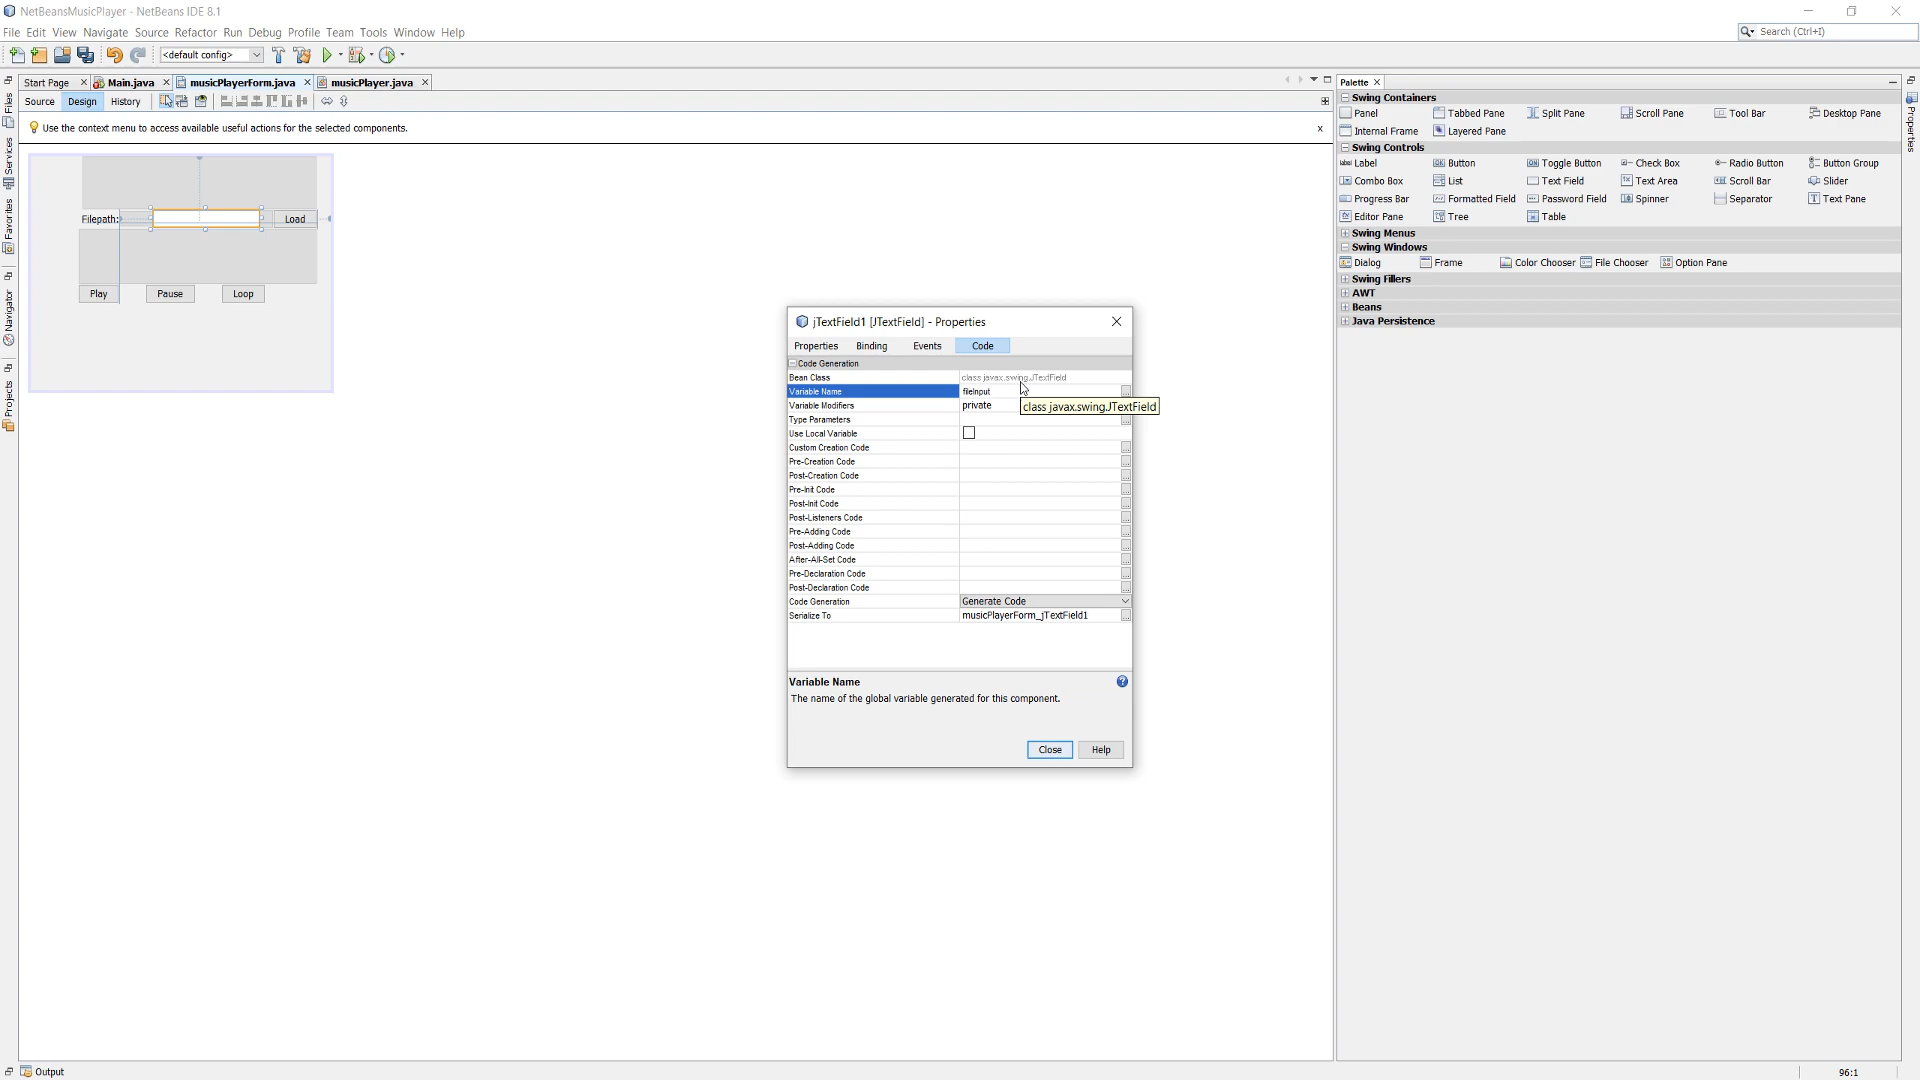 NetBeansMusicPlayer - NetBeans IDE 8.1
File Edit View Navigate Source Refactor Run Debug Profile Team Tools Window Help
Search (Ctrl+I)
<default config>
Start Page Main.java musicPlayerForm.java musicPlayer.java
Source Design History
Use the context menu to access available useful actions for the selected components. x
Files
Services
Favorites
Navigator
Projects
Filepath: Load
Play Pause Loop
jTextField1 [JTextField] - Properties
Properties Binding Events Code
Code Generation
Bean Class class javax.swing.JTextField
Variable Name fileInput
Variable Modifiers private
class javax.swing.JTextField
Type Parameters
Use Local Variable
Custom Creation Code
Pre-Creation Code
Post-Creation Code
Pre-Init Code
Post-Init Code
Post-Listeners Code
Pre-Adding Code
Post-Adding Code
After-All-Set Code
Pre-Declaration Code
Post-Declaration Code
Code Generation Generate Code
Serialize To musicPlayerForm_jTextField1
Variable Name
The name of the global variable generated for this component.
Close Help
Palette
Swing Containers
Panel Tabbed Pane Split Pane Scroll Pane Tool Bar Desktop Pane
Internal Frame Layered Pane
Swing Controls
Label Button Toggle Button Check Box Radio Button Button Group
Combo Box List Text Field Text Area Scroll Bar Slider
Progress Bar Formatted Field Password Field Spinner Separator Text Pane
Editor Pane Tree Table
Swing Menus
Swing Windows
Dialog Frame Color Chooser File Chooser Option Pane
Swing Fillers
AWT
Beans
Java Persistence
Properties
Output
96:1